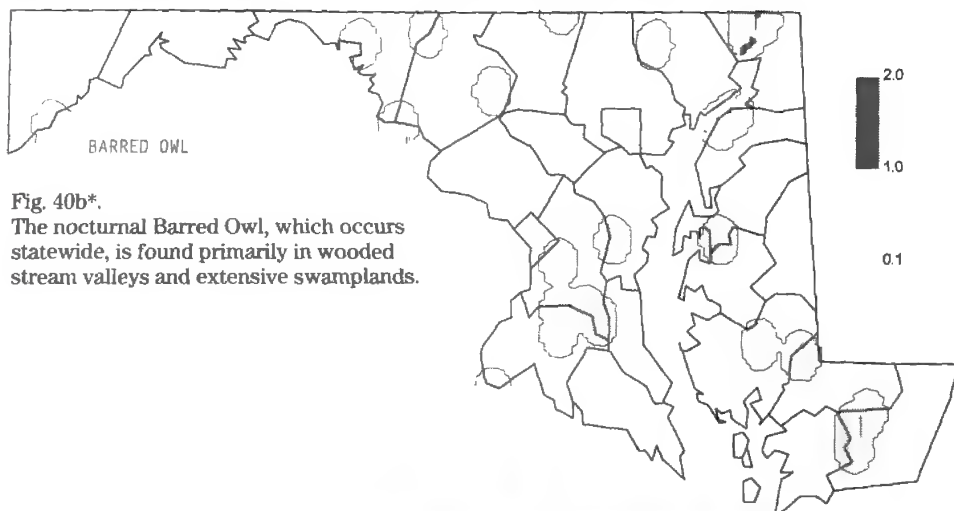 BARRED OWL
2.0
1.0
0.1
Fig. 40b*.
The nocturnal Barred Owl, which occurs
statewide, is found primarily in wooded
stream valleys and extensive swamplands.